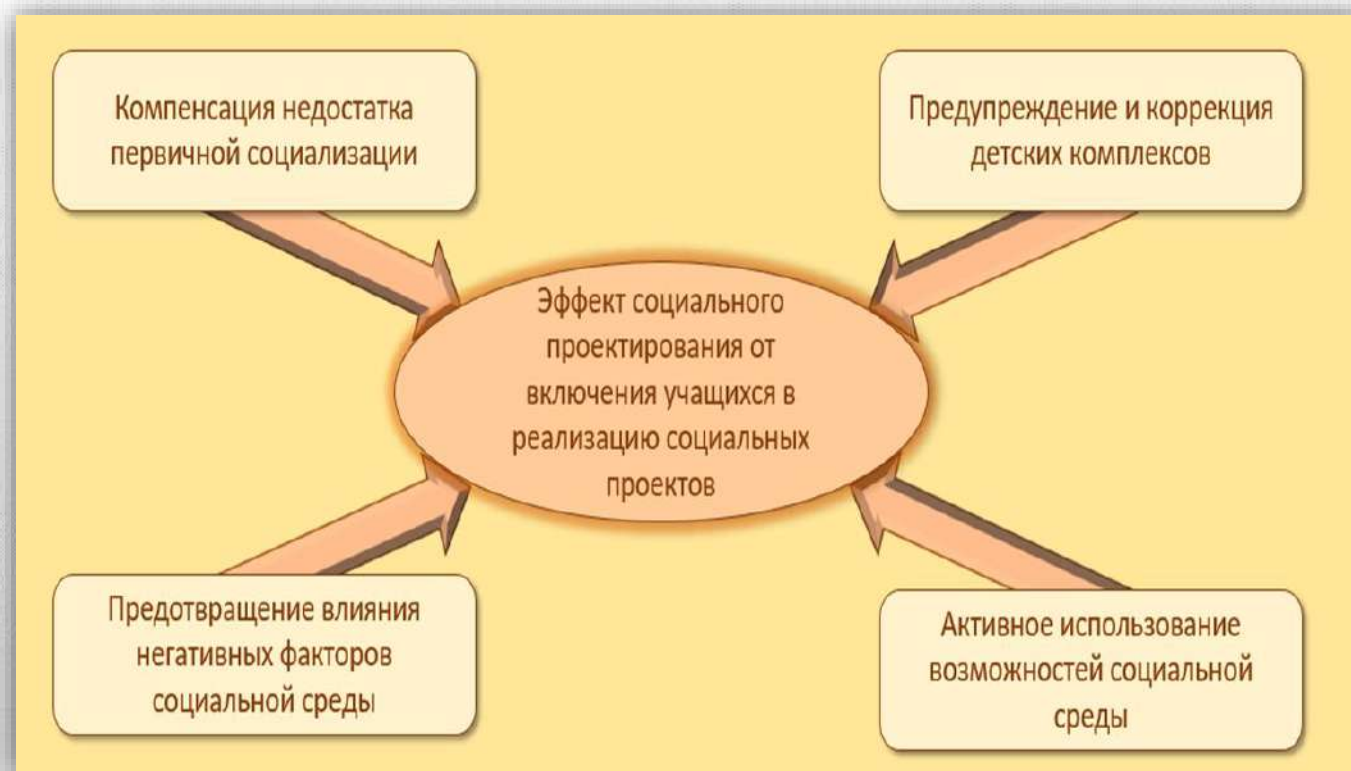 Компенсация недостатка
первичной социализации
Предупреждение и коррекция
детских комплексов
Эффект социального
проектирования от
включения учащихся в
реализацию социальных
проектов
Предотвращение влияния
негативных факторов
социальной среды
Активное использование
возможностей социальной
среды